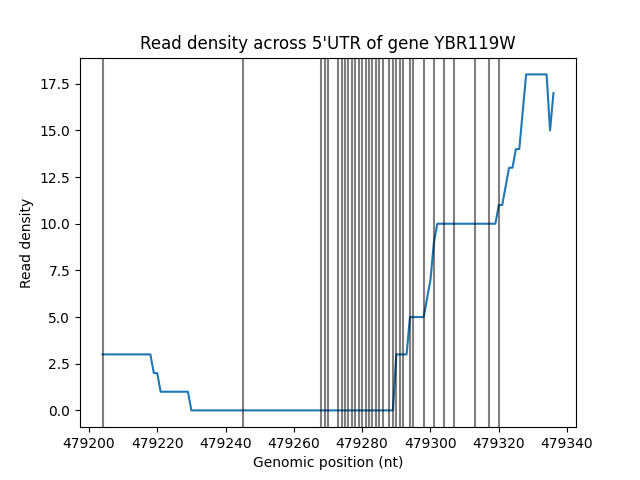 Read density across 5'UTR of gene YBR119W
17.5
15.0
12.5
10.0
7.5
5.0
2.5
0.0
Read density
479200 479220 479240 479260 479280 479300 479320 479340
Genomic position (nt)